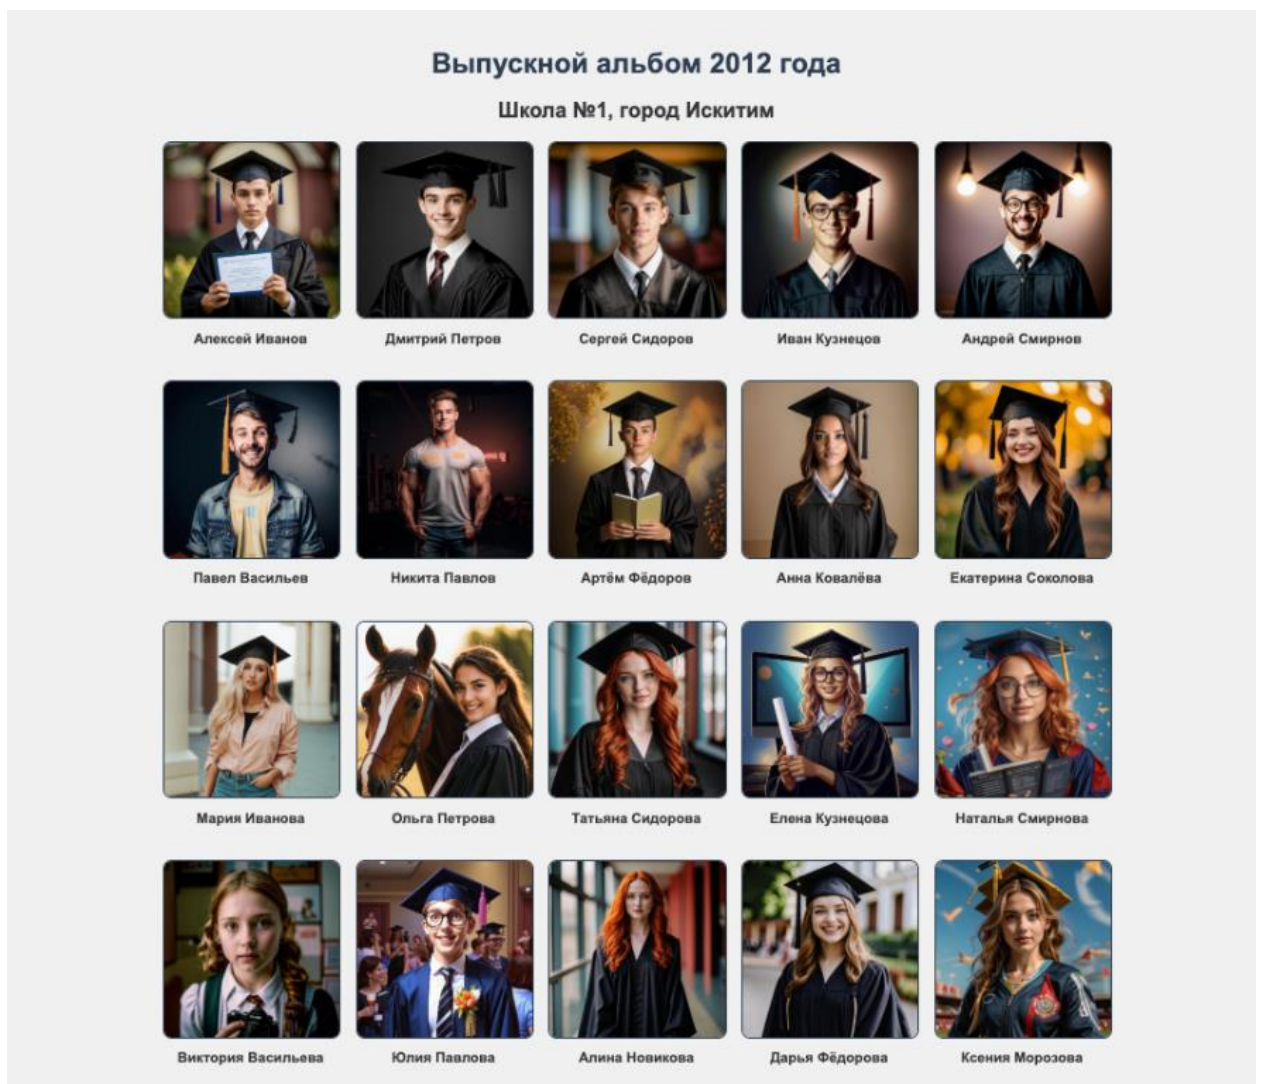 Выпускной альбом 2012 года
Школа №1, город Искитим
Алексей Иванов
Дмитрий Петров
Сергей Сидоров
Иван Кузнецов
Андрей Смирнов
Павел Васильев
Никита Павлов
Артём Фёдоров
Анна Ковалёва
Екатерина Соколова
Мария Иванова
Ольга Петрова
Татьяна Сидорова
Елена Кузнецова
Наталья Смирнова
Виктория Васильева
Юлия Павлова
Алина Новикова
Дарья Фёдорова
Ксения Морозова